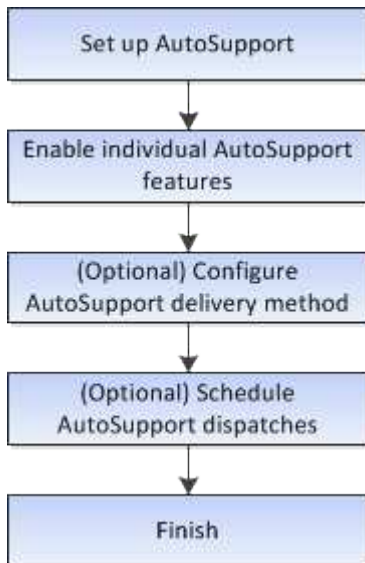 Set up AutoSupport
Enable individual AutoSupport
features
(Optional) Configure
AutoSupport delivery method
(Optional) Schedule
AutoSupport dispatches
Finish